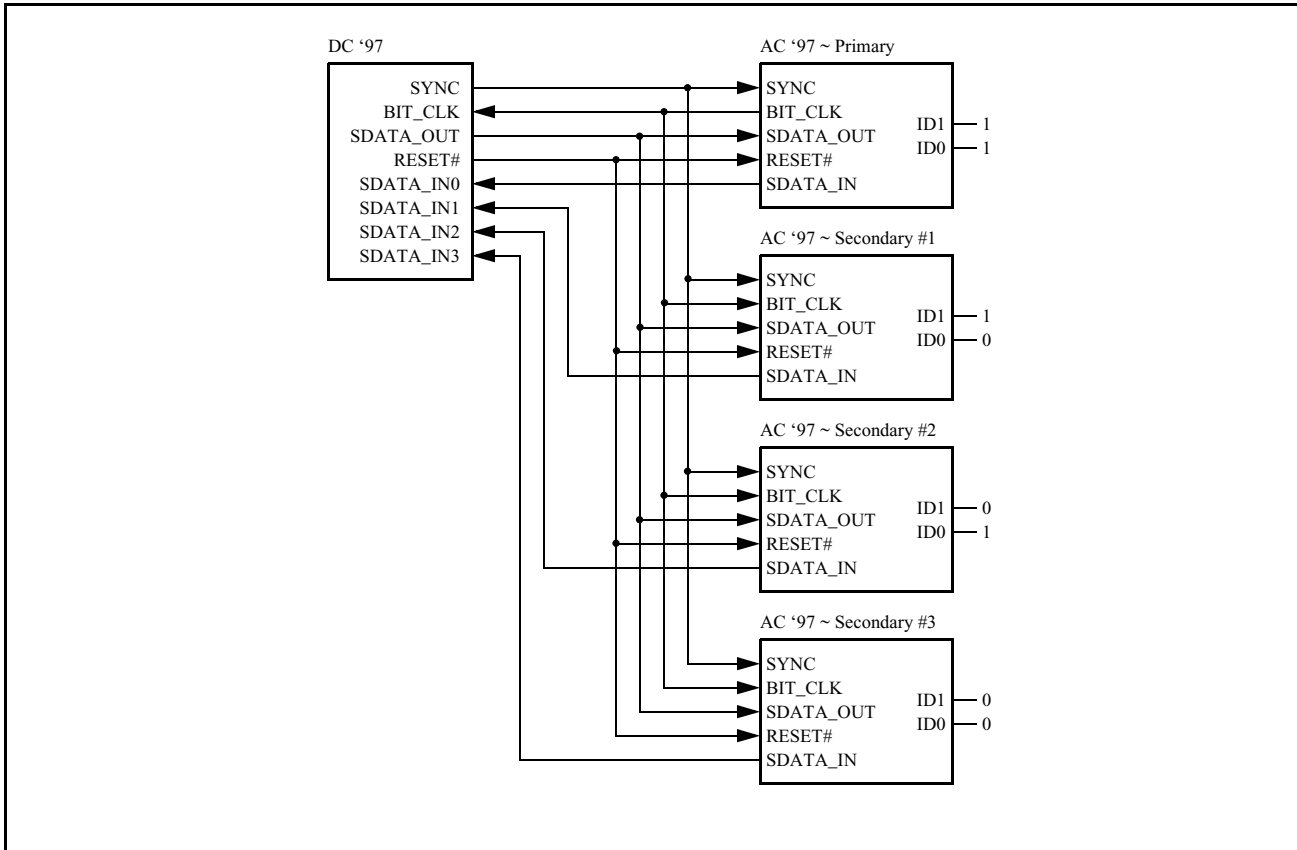 DC ‘97
SYNC
BIT_CLK
SDATA_OUT
RESET#
SDATA_IN0
SDATA_IN1
SDATA_IN2
SDATA_IN3
AC ‘97 ~ Primary
SYNC
BIT_CLK
SDATA_OUT
RESET#
SDATA_IN
ID1 1
ID0 1
AC ‘97 ~ Secondary #1
SYNC
BIT_CLK
SDATA_OUT
RESET#
SDATA_IN
ID1 1
ID0 0
AC ‘97 ~ Secondary #2
SYNC
BIT_CLK
SDATA_OUT
RESET#
SDATA_IN
ID1 0
ID0 1
AC ‘97 ~ Secondary #3
SYNC
BIT_CLK
SDATA_OUT
RESET#
SDATA_IN
ID1 0
ID0 0